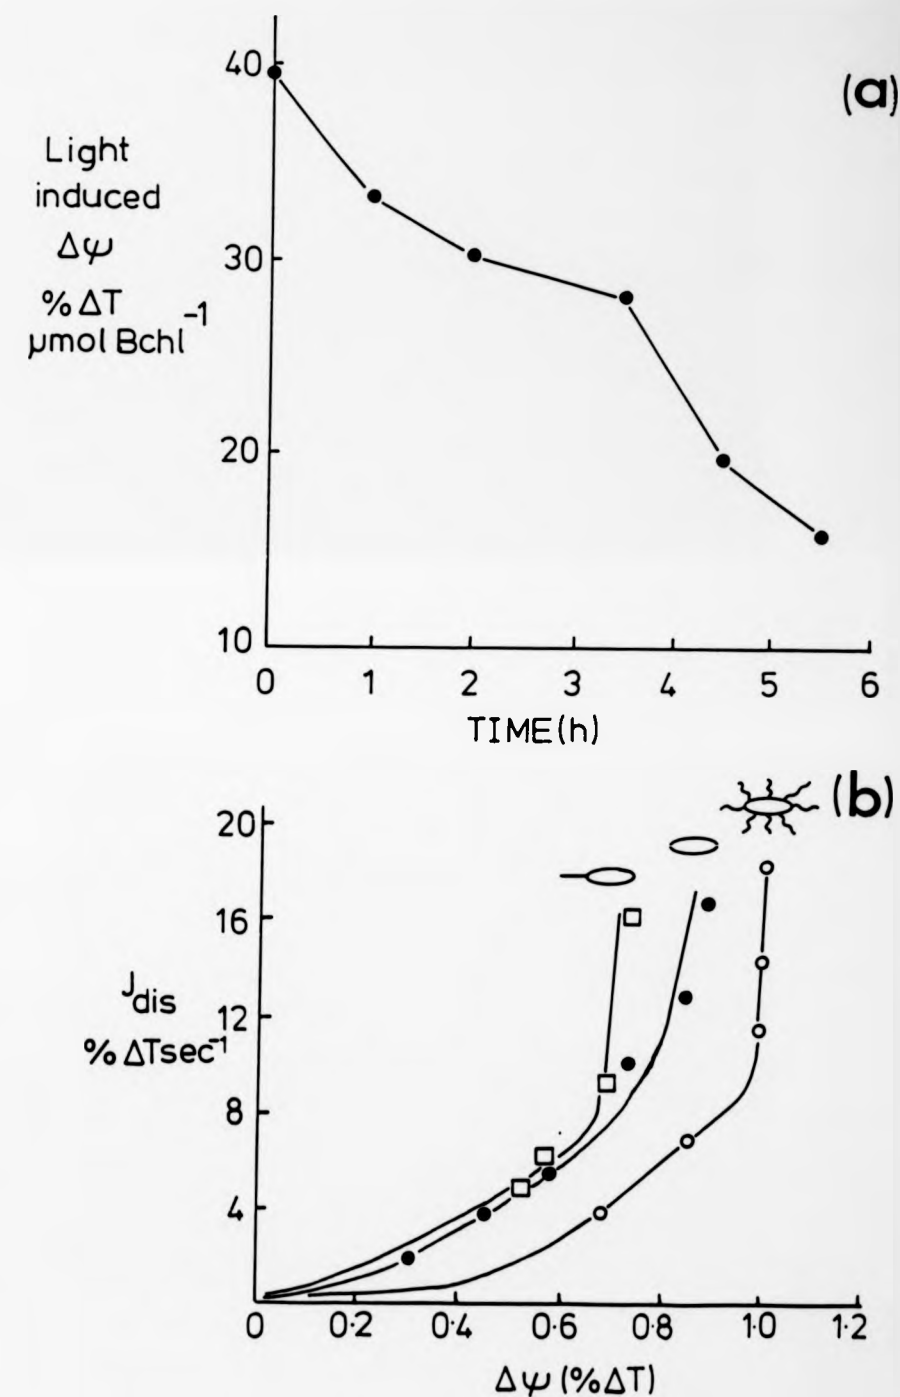 (a)
40
30
20
10
Light
induced
Δψ
% ΔT
µmol Bchl⁻¹
0 1 2 3 4 5 6
TIME (h)
(b)
20
16
12
8
4
J dis
% ΔTsec⁻¹
0 0·2 0·4 0·6 0·8 1·0 1·2
Δψ (% ΔT)